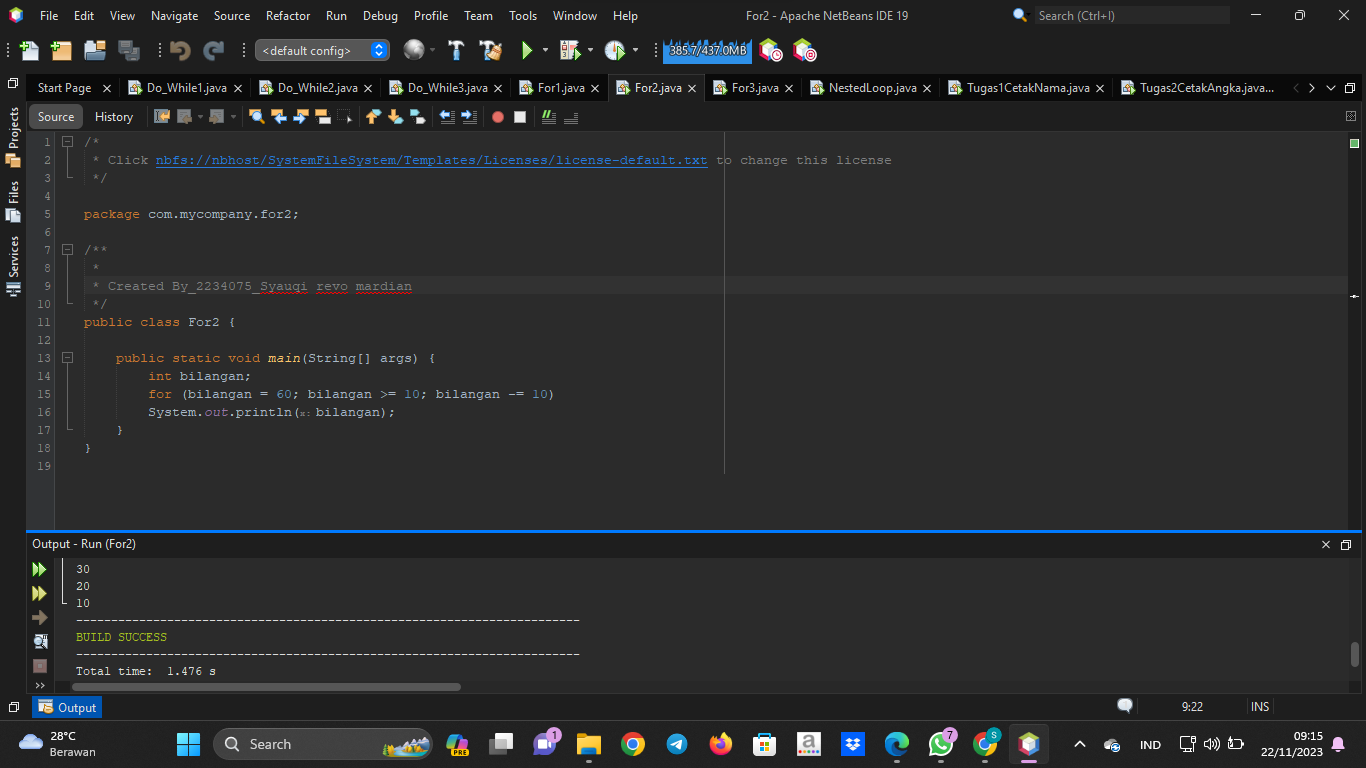 File Edit View Navigate Source Refactor Run Debug Profile Team Tools Window Help For2 - Apache NetBeans IDE 19 Search (Ctrl+I)
<default config> 385.7/437.0MB
Start Page Do_While1.java Do_While2.java Do_While3.java For1.java For2.java For3.java NestedLoop.java Tugas1CetakNama.java Tugas2CetakAngka.java...
Source History
Projects
Files
Services
1 /*
2 * Click nbfs://nbhost/SystemFileSystem/Templates/Licenses/license-default.txt to change this license
3 */
4
5 package com.mycompany.for2;
6
7 /**
8 *
9 * Created By_2234075_Syauqi revo mardian
10 */
11 public class For2 {
12
13 public static void main(String[] args) {
14 int bilangan;
15 for (bilangan = 60; bilangan >= 10; bilangan -= 10)
16 System.out.println(x: bilangan);
17 }
18 }
19
Output - Run (For2)
30
20
10
------------------------------------------------------------------------
BUILD SUCCESS
------------------------------------------------------------------------
Total time: 1.476 s
Output 9:22 INS
28°C
Berawan
Search
PRE
1
7
S
IND
09:15
22/11/2023